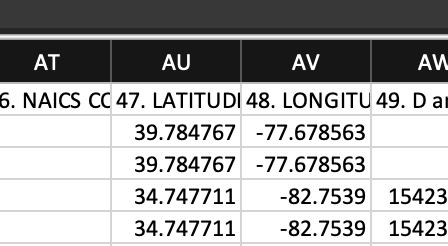 AT AU AV AW
6. NAICS CC 47. LATITUDI 48. LONGITU 49. D ar
39.784767 -77.678563
39.784767 -77.678563
34.747711 -82.7539 15423
34.747711 -82.7539 15423